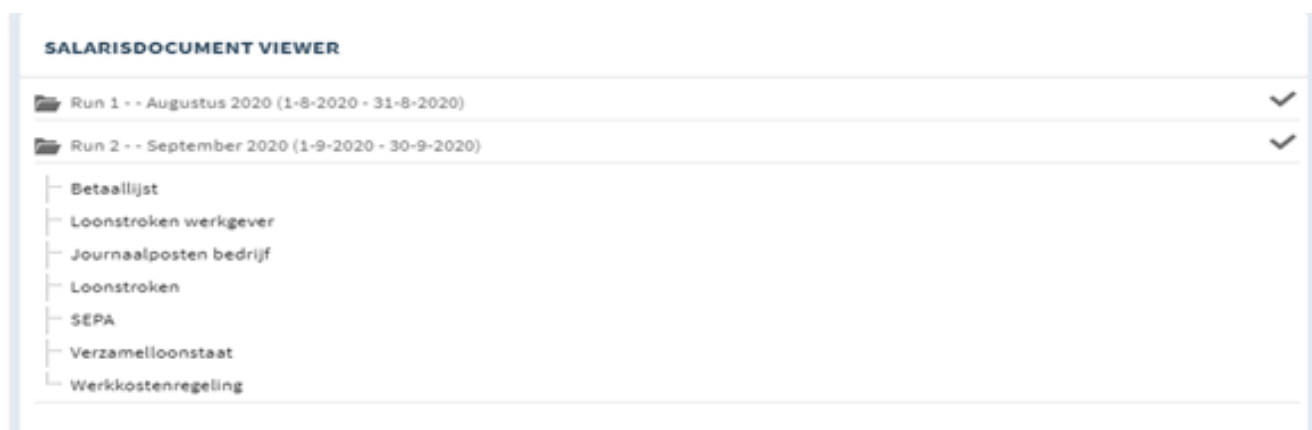 SALARISDOCUMENT VIEWER
Run 1 - - Augustus 2020 (1-8-2020 - 31-8-2020)
Run 2 - - September 2020 (1-9-2020 - 30-9-2020)
Betaallijst
Loonstroken werkgever
Journaalposten bedrijf
Loonstroken
SEPA
Verzamelloonstaat
Werkkostenregeling